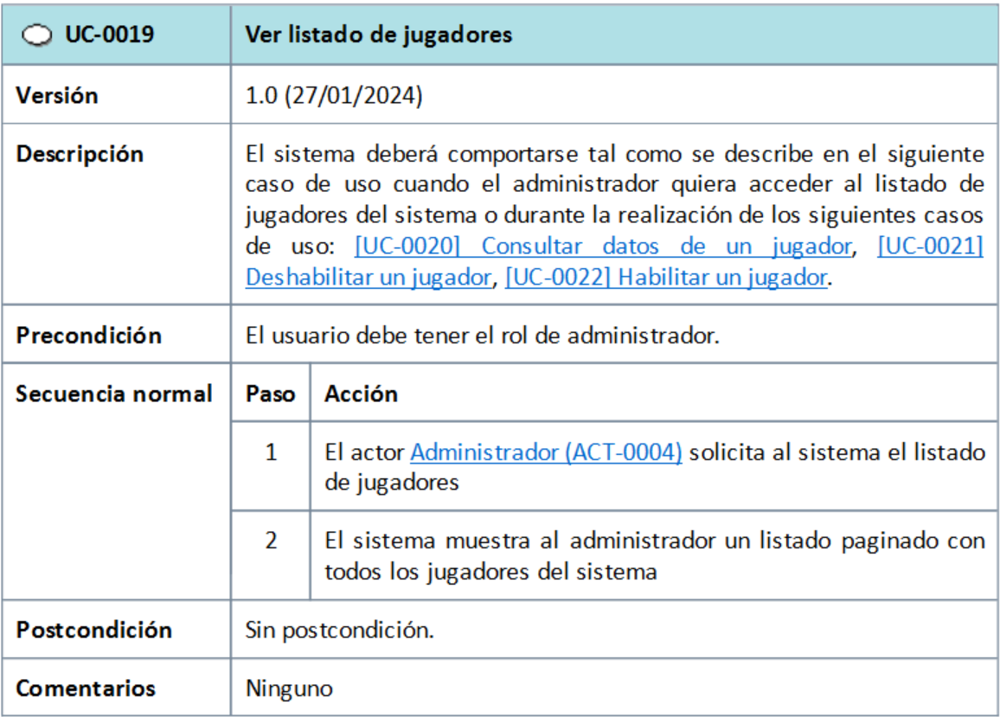 UC-0019 Ver listado de jugadores
Versión 1.0 (27/01/2024)
Descripción El sistema deberá comportarse tal como se describe en el siguiente
caso de uso cuando el administrador quiera acceder al listado de
jugadores del sistema o durante la realización de los siguientes casos
de uso: [UC-0020] Consultar datos de un jugador, [UC-0021]
Deshabilitar un jugador, [UC-0022] Habilitar un jugador.
Precondición El usuario debe tener el rol de administrador.
Secuencia normal Paso Acción
1 El actor Administrador (ACT-0004) solicita al sistema el listado
de jugadores
2 El sistema muestra al administrador un listado paginado con
todos los jugadores del sistema
Postcondición Sin postcondición.
Comentarios Ninguno